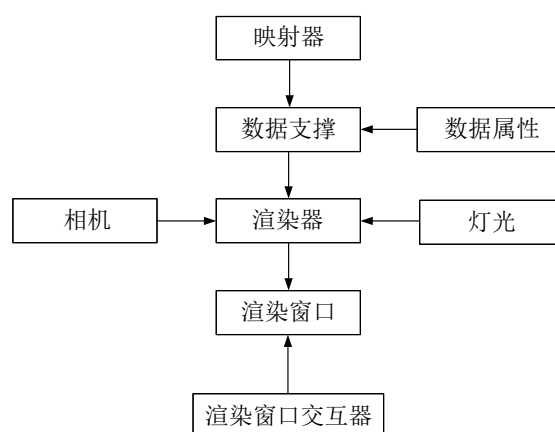 映射器
数据支撑
数据属性
相机
渲染器
灯光
渲染窗口
渲染窗口交互器